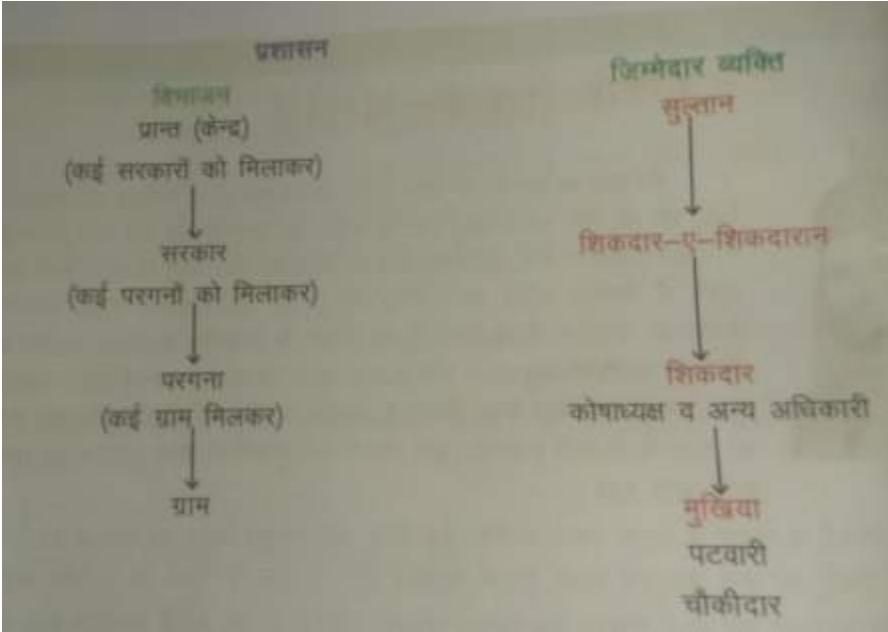 प्रशासन
विभाजन
प्रान्त (केन्द्र)
(कई सरकारों को मिलाकर)
सरकार
(कई परगनों को मिलाकर)
परगना
(कई ग्राम मिलकर)
ग्राम
जिम्मेदार व्यक्ति
सुल्तान
शिकदार-ए-शिकदारान
शिकदार
कोषाध्यक्ष व अन्य अधिकारी
मुखिया
पटवारी
चौकीदार